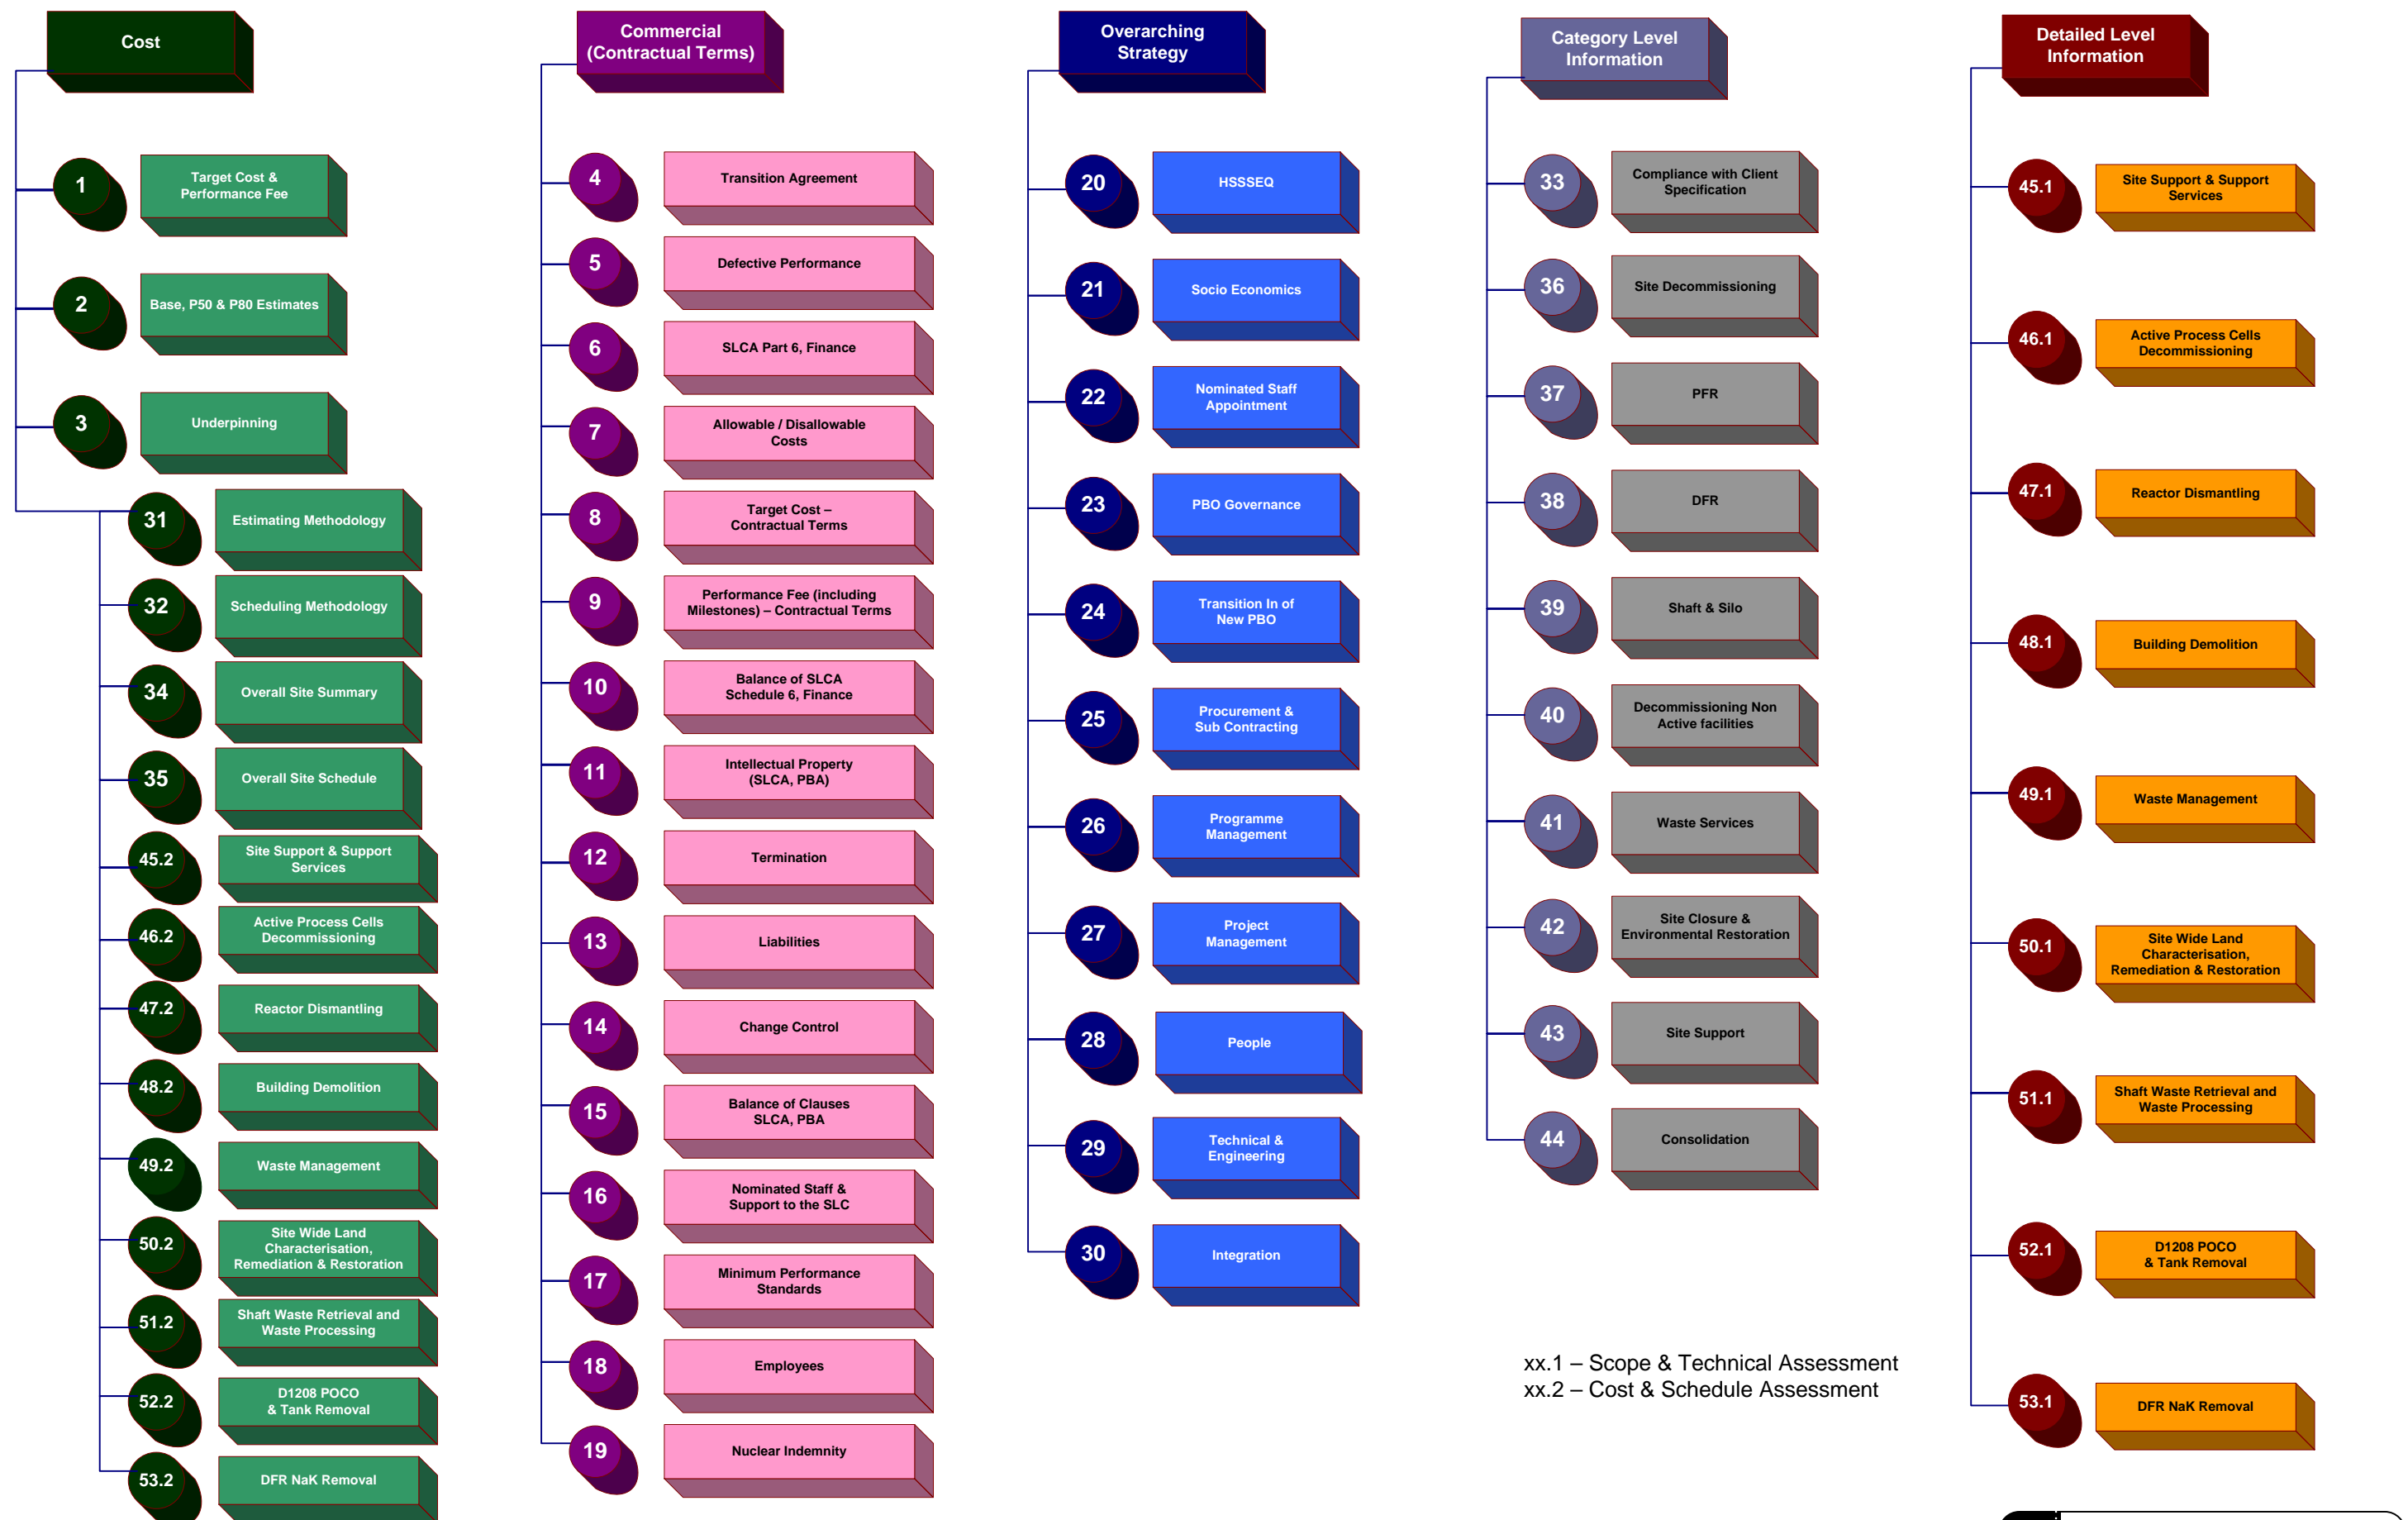 Cost
1
Target Cost &
Performance Fee
2
Base, P50 & P80 Estimates
3
Underpinning
31
Estimating Methodology
32
Scheduling Methodology
34
Overall Site Summary
35
Overall Site Schedule
45.2
Site Support & Support
Services
46.2
Active Process Cells
Decommissioning
47.2
Reactor Dismantling
48.2
Building Demolition
49.2
Waste Management
50.2
Site Wide Land
Characterisation,
Remediation & Restoration
51.2
Shaft Waste Retrieval and
Waste Processing
52.2
D1208 POCO
& Tank Removal
53.2
DFR NaK Removal
Commercial
(Contractual Terms)
4
Transition Agreement
5
Defective Performance
6
SLCA Part 6, Finance
7
Allowable / Disallowable
Costs
8
Target Cost –
Contractual Terms
9
Performance Fee (including
Milestones) – Contractual Terms
10
Balance of SLCA
Schedule 6, Finance
11
Intellectual Property
(SLCA, PBA)
12
Termination
13
Liabilities
14
Change Control
15
Balance of Clauses
SLCA, PBA
16
Nominated Staff &
Support to the SLC
17
Minimum Performance
Standards
18
Employees
19
Nuclear Indemnity
Overarching
Strategy
20
HSSSEQ
21
Socio Economics
22
Nominated Staff
Appointment
23
PBO Governance
24
Transition In of
New PBO
25
Procurement &
Sub Contracting
26
Programme
Management
27
Project
Management
28
People
29
Technical &
Engineering
30
Integration
Category Level
Information
33
Compliance with Client
Specification
36
Site Decommissioning
37
PFR
38
DFR
39
Shaft & Silo
40
Decommissioning Non
Active facilities
41
Waste Services
42
Site Closure &
Environmental Restoration
43
Site Support
44
Consolidation
xx.1 – Scope & Technical Assessment
xx.2 – Cost & Schedule Assessment
Detailed Level
Information
45.1
Site Support & Support
Services
46.1
Active Process Cells
Decommissioning
47.1
Reactor Dismantling
48.1
Building Demolition
49.1
Waste Management
50.1
Site Wide Land
Characterisation,
Remediation & Restoration
51.1
Shaft Waste Retrieval and
Waste Processing
52.1
D1208 POCO
& Tank Removal
53.1
DFR NaK Removal